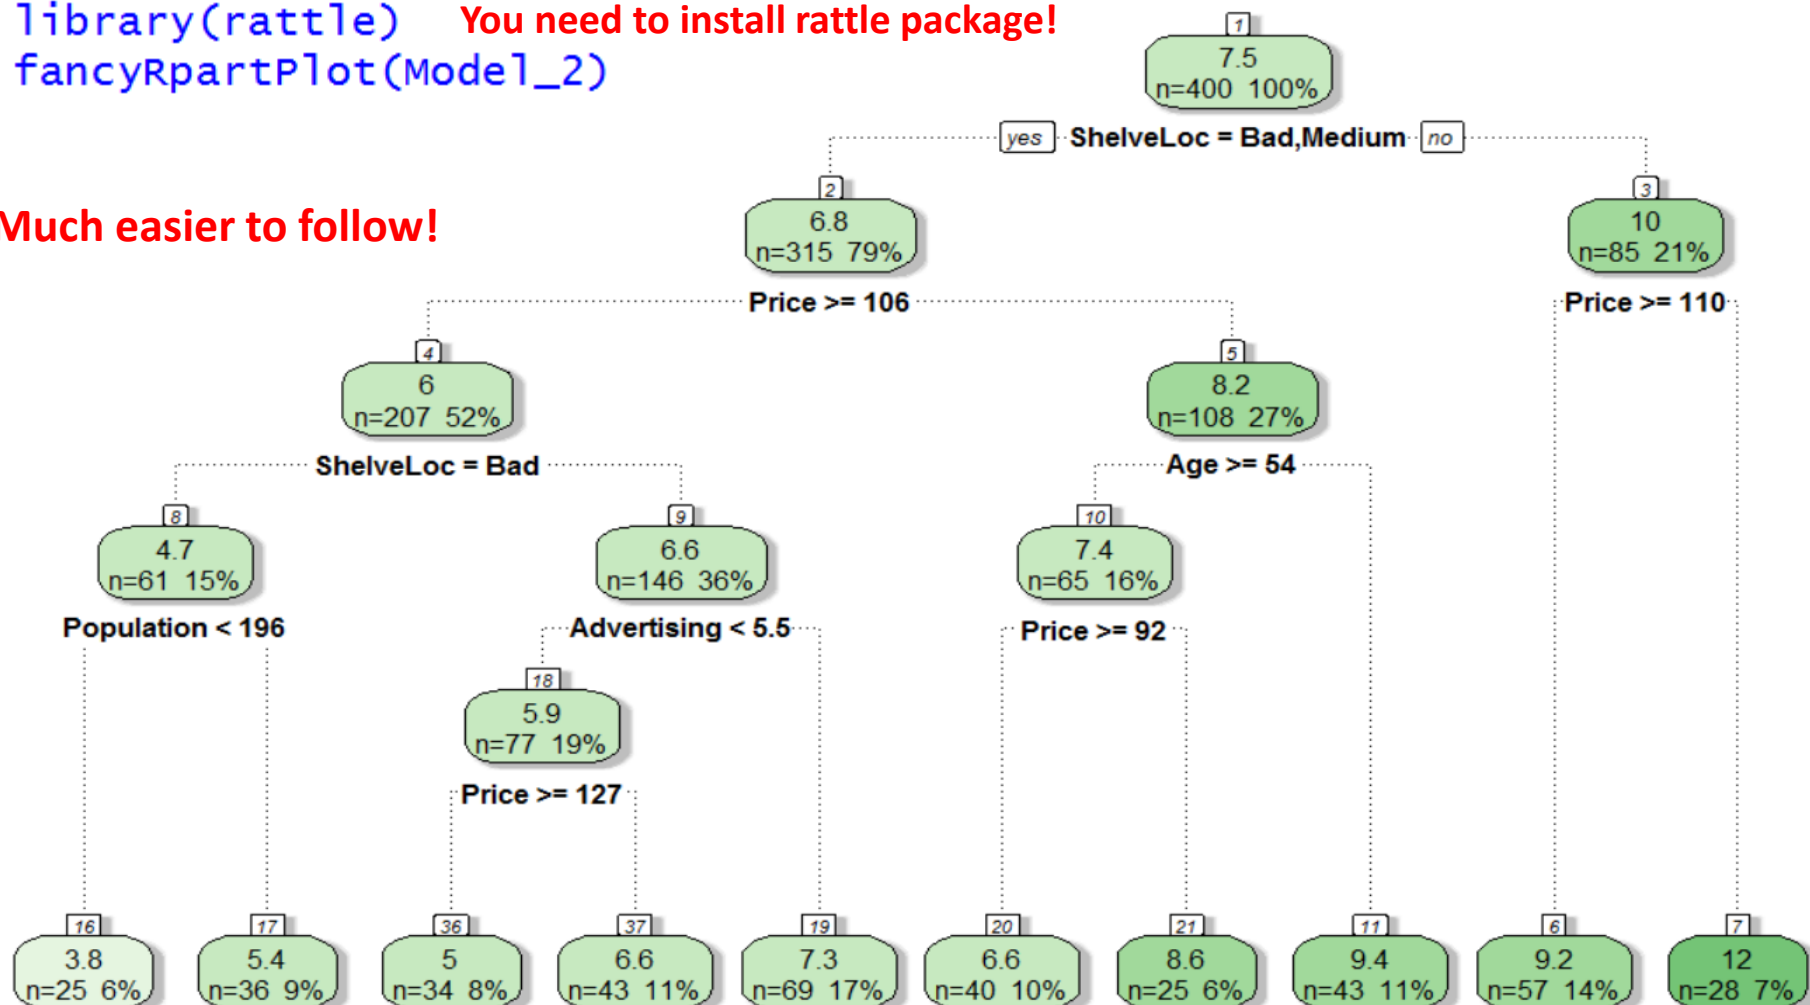 library(rattle) You need to install rattle package!
fancyRpartPlot(Model_2)
Much easier to follow!
1
7.5
n=400 100%
yes ShelveLoc = Bad,Medium no
2 3
6.8 10
n=315 79% n=85 21%
Price >= 106 Price >= 110
4 5
6 8.2
n=207 52% n=108 27%
ShelveLoc = Bad Age >= 54
8 9 10
4.7 6.6 7.4
n=61 15% n=146 36% n=65 16%
Population < 196 Advertising < 5.5 Price >= 92
18
5.9
n=77 19%
Price >= 127
16 17 36 37 19 20 21 11 6 7
3.8 5.4 5 6.6 7.3 6.6 8.6 9.4 9.2 12
n=25 6% n=36 9% n=34 8% n=43 11% n=69 17% n=40 10% n=25 6% n=43 11% n=57 14% n=28 7%